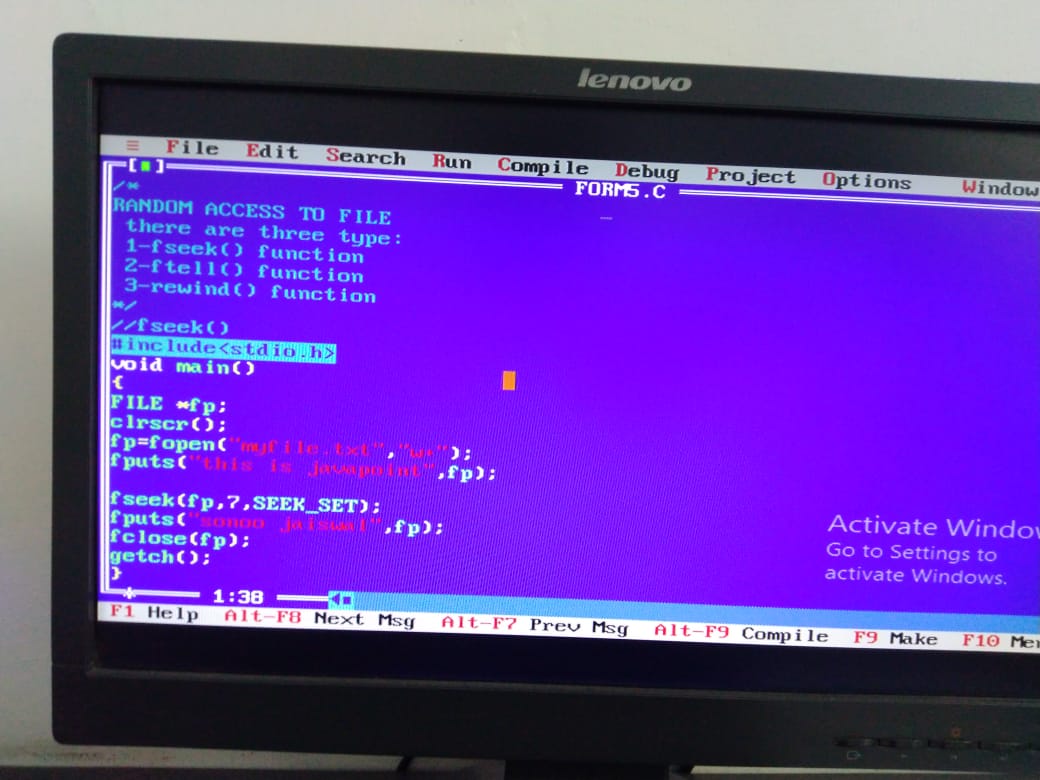 lenovo
≡ File Edit Search Run Compile Debug Project Options Window
[■] FORM5.C
/*
RANDOM ACCESS TO FILE
there are three type:
1-fseek() function
2-ftell() function
3-rewind() function
*/
//fseek()
#include<stdio.h>
void main()
{
FILE *fp;
clrscr();
fp=fopen("myfile.txt","w+");
fputs("this is javapoint",fp);
fseek(fp,7,SEEK_SET);
fputs("sonoo jaiswal",fp);
fclose(fp);
getch();
}
* 1:38
Activate Window
Go to Settings to
activate Windows.
F1 Help Alt-F8 Next Msg Alt-F7 Prev Msg Alt-F9 Compile F9 Make F10